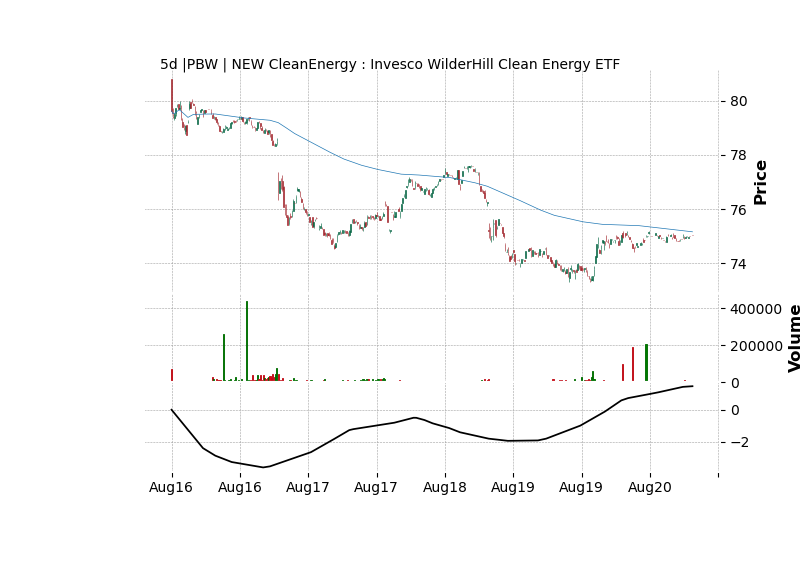 5d |PBW | NEW CleanEnergy : Invesco WilderHill Clean Energy ETF
80
78
76
74
Price
400000
200000
0
Volume
0
−2
Aug16 Aug16 Aug17 Aug17 Aug18 Aug19 Aug19 Aug20